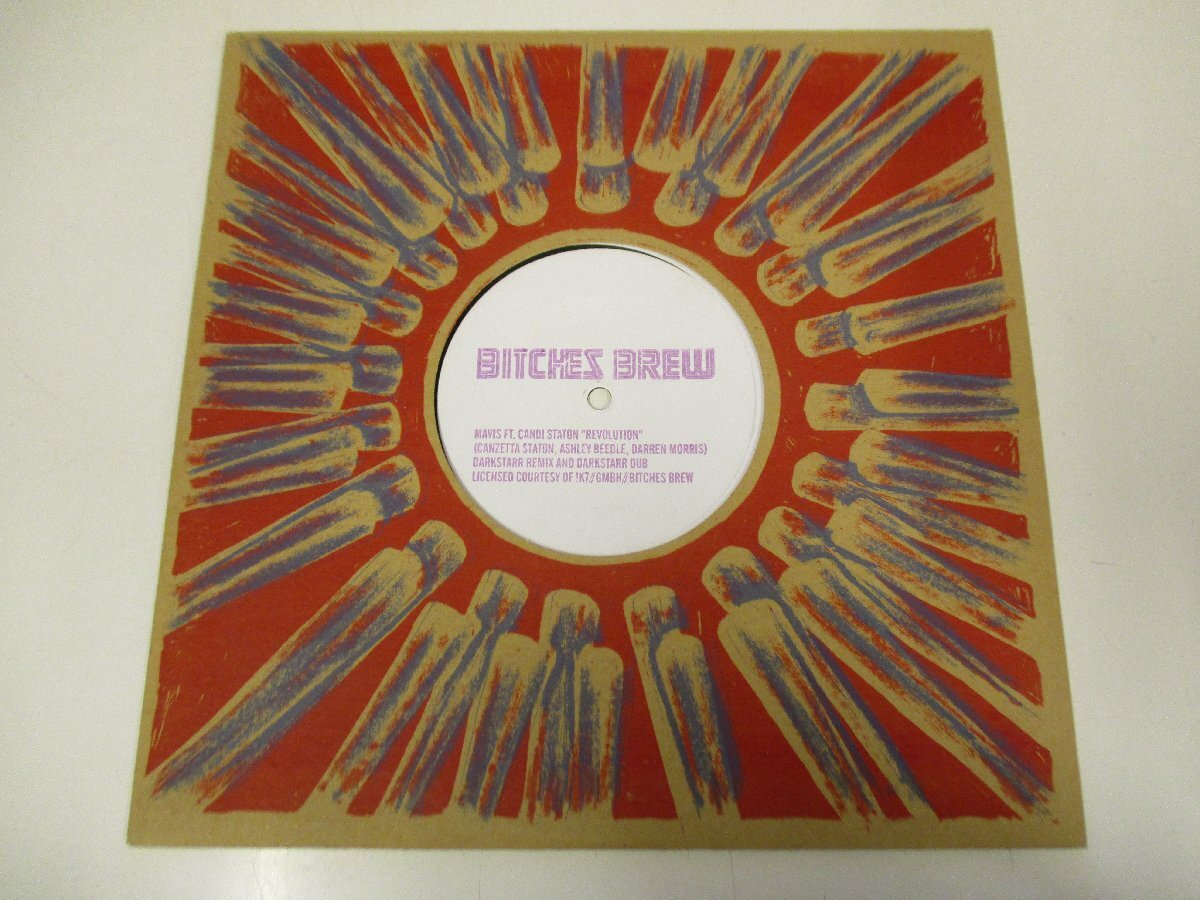 BITCHES BREW
MAVIS FT. CANDI STATON "REVOLUTION"
(CANZETTA STATON, ASHLEY BEEDLE, DARREN MORRIS)
DARKSTARR REMIX AND DARKSTARR DUB
LICENSED COURTESY OF !K7//GMBH//BITCHES BREW